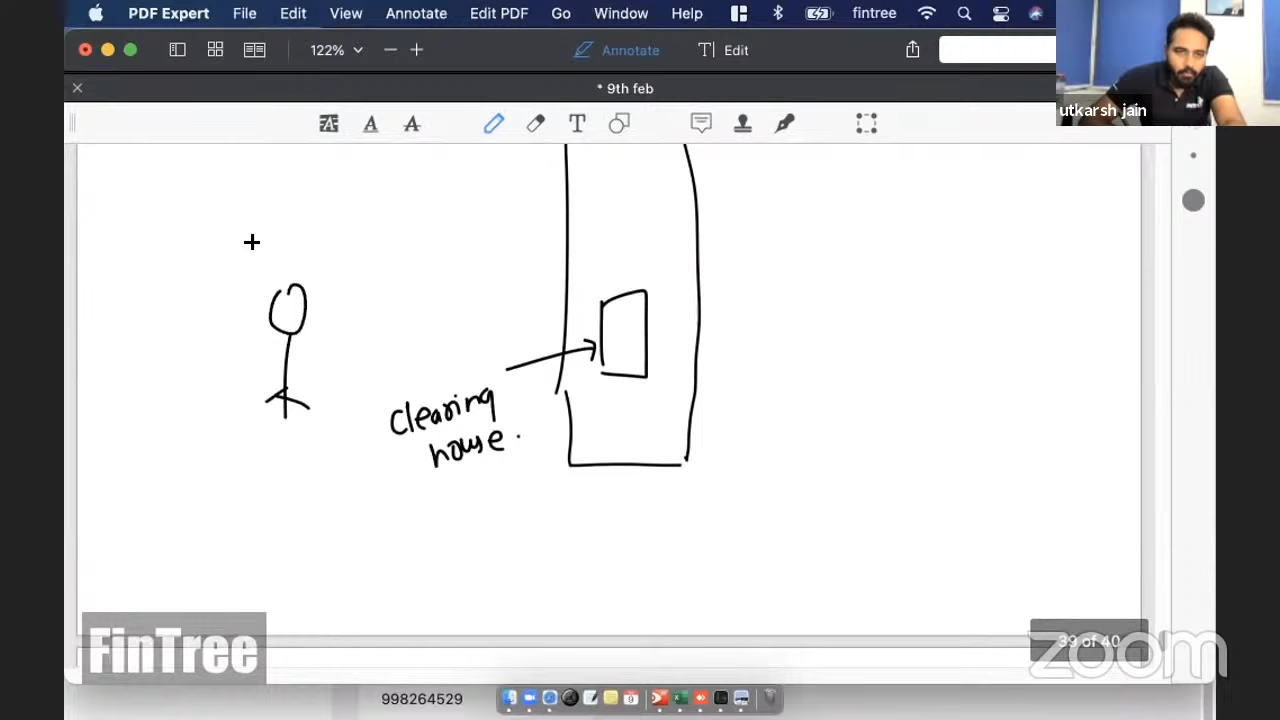 PDF Expert File Edit View Annotate Edit PDF Go Window Help fintree
122% Annotate T Edit
* 9th feb
utkarsh jain
A A A T
clearing
house.
FinTree
39 of 40
zoom
998264529
9